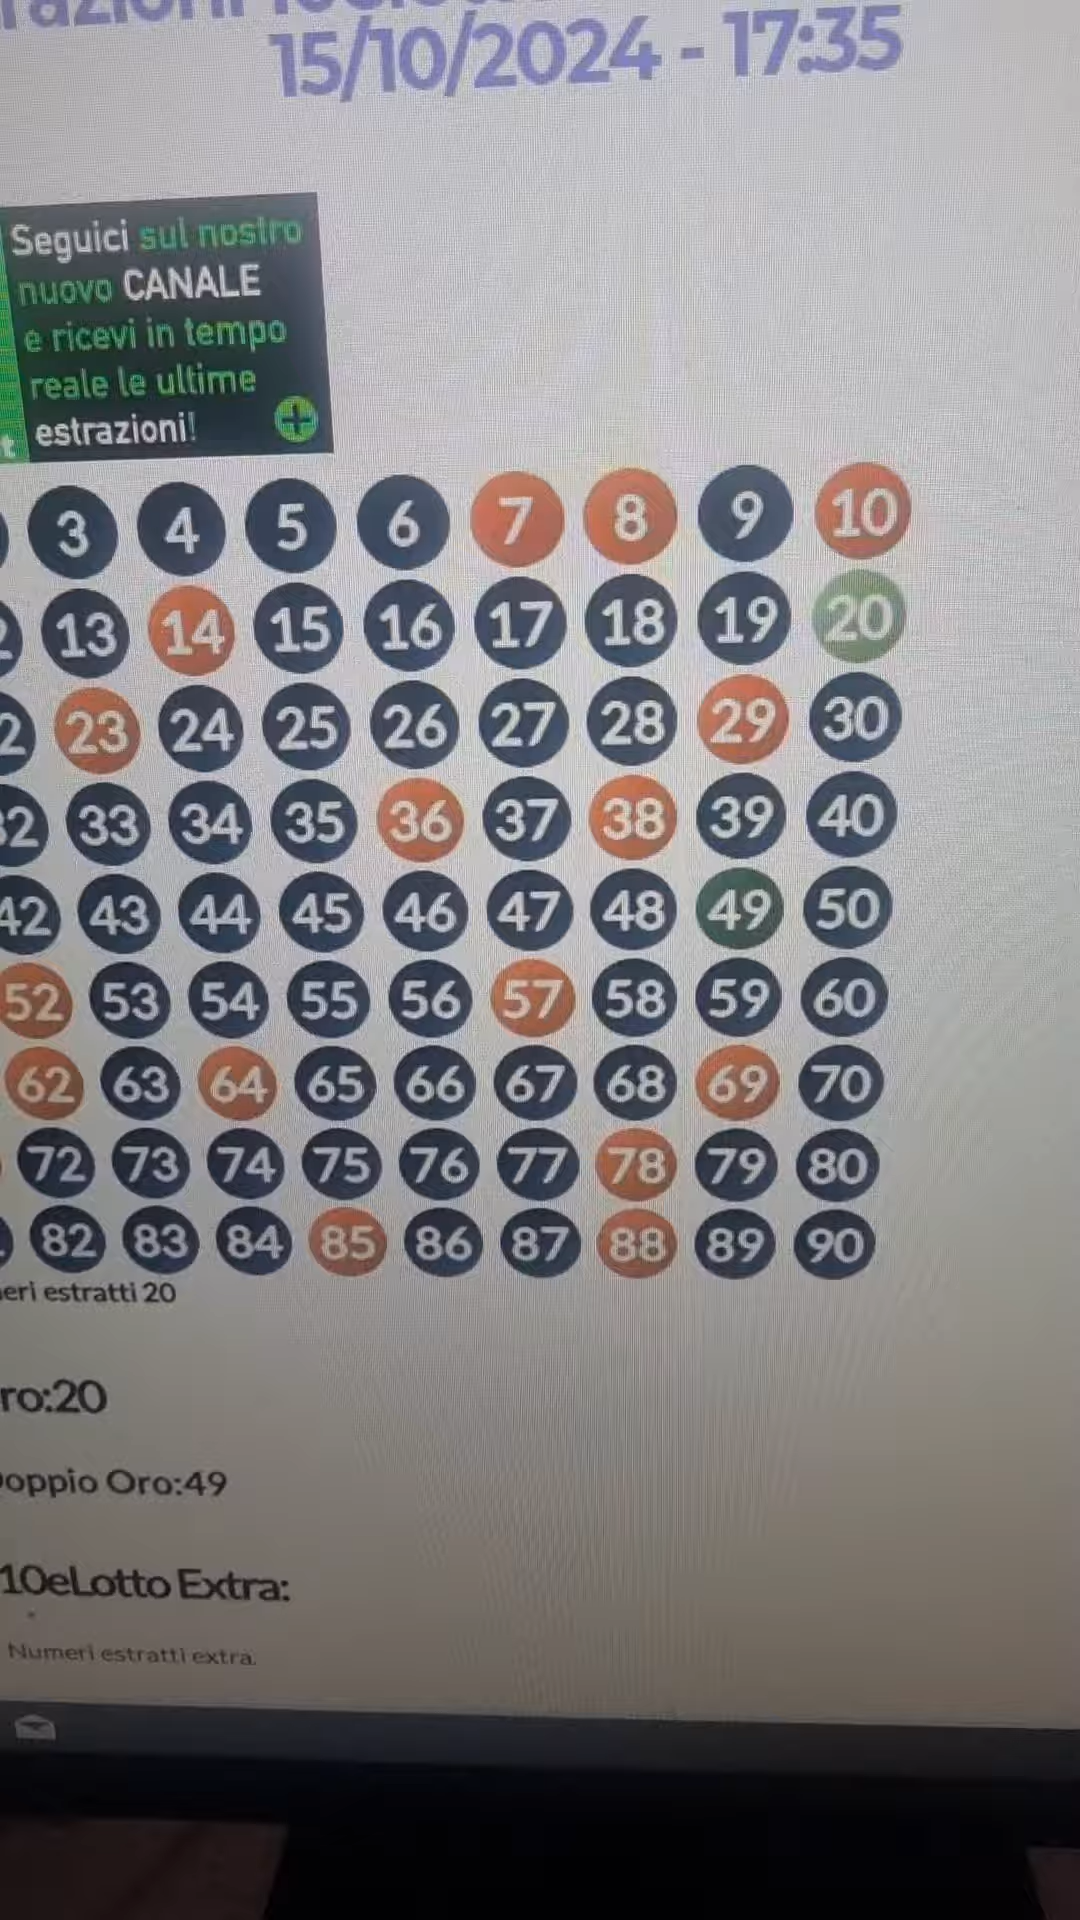 15/10/2024 - 17:35
Seguici sul nostro
nuovo CANALE
e ricevi in tempo
reale le ultime
estrazioni!
3 4 5 6 7 8 9 10
13 14 15 16 17 18 19 20
2 23 24 25 26 27 28 29 30
32 33 34 35 36 37 38 39 40
42 43 44 45 46 47 48 49 50
52 53 54 55 56 57 58 59 60
62 63 64 65 66 67 68 69 70
72 73 74 75 76 77 78 79 80
82 83 84 85 86 87 88 89 90
eri estratti 20
ro:20
Doppio Oro:49
10eLotto Extra:
Numeri estratti extra.